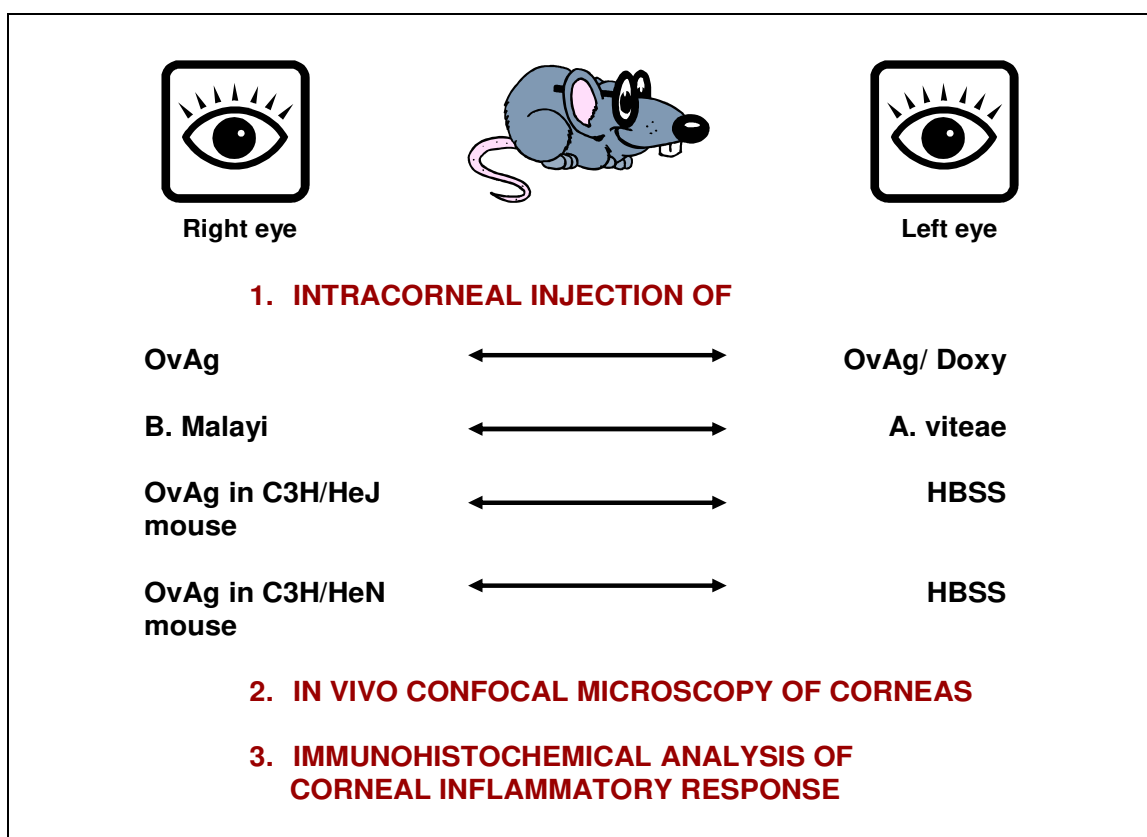 Right eye
Left eye
1. INTRACORNEAL INJECTION OF
OvAg
OvAg/ Doxy
B. Malayi
A. viteae
OvAg in C3H/HeJ
mouse
HBSS
OvAg in C3H/HeN
mouse
HBSS
2. IN VIVO CONFOCAL MICROSCOPY OF CORNEAS
3. IMMUNOHISTOCHEMICAL ANALYSIS OF
CORNEAL INFLAMMATORY RESPONSE